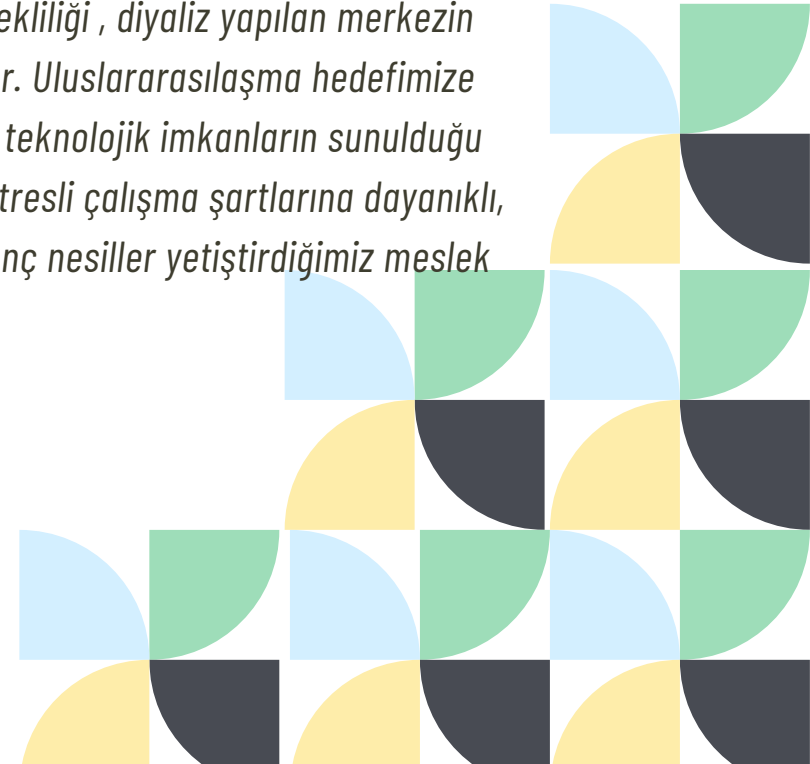 ekliliği , diyaliz yapılan merkezin
r. Uluslararasılaşma hedefimize
teknolojik imkanların sunulduğu
tresli çalışma şartlarına dayanıklı,
nç nesiller yetiştirdiğimiz meslek